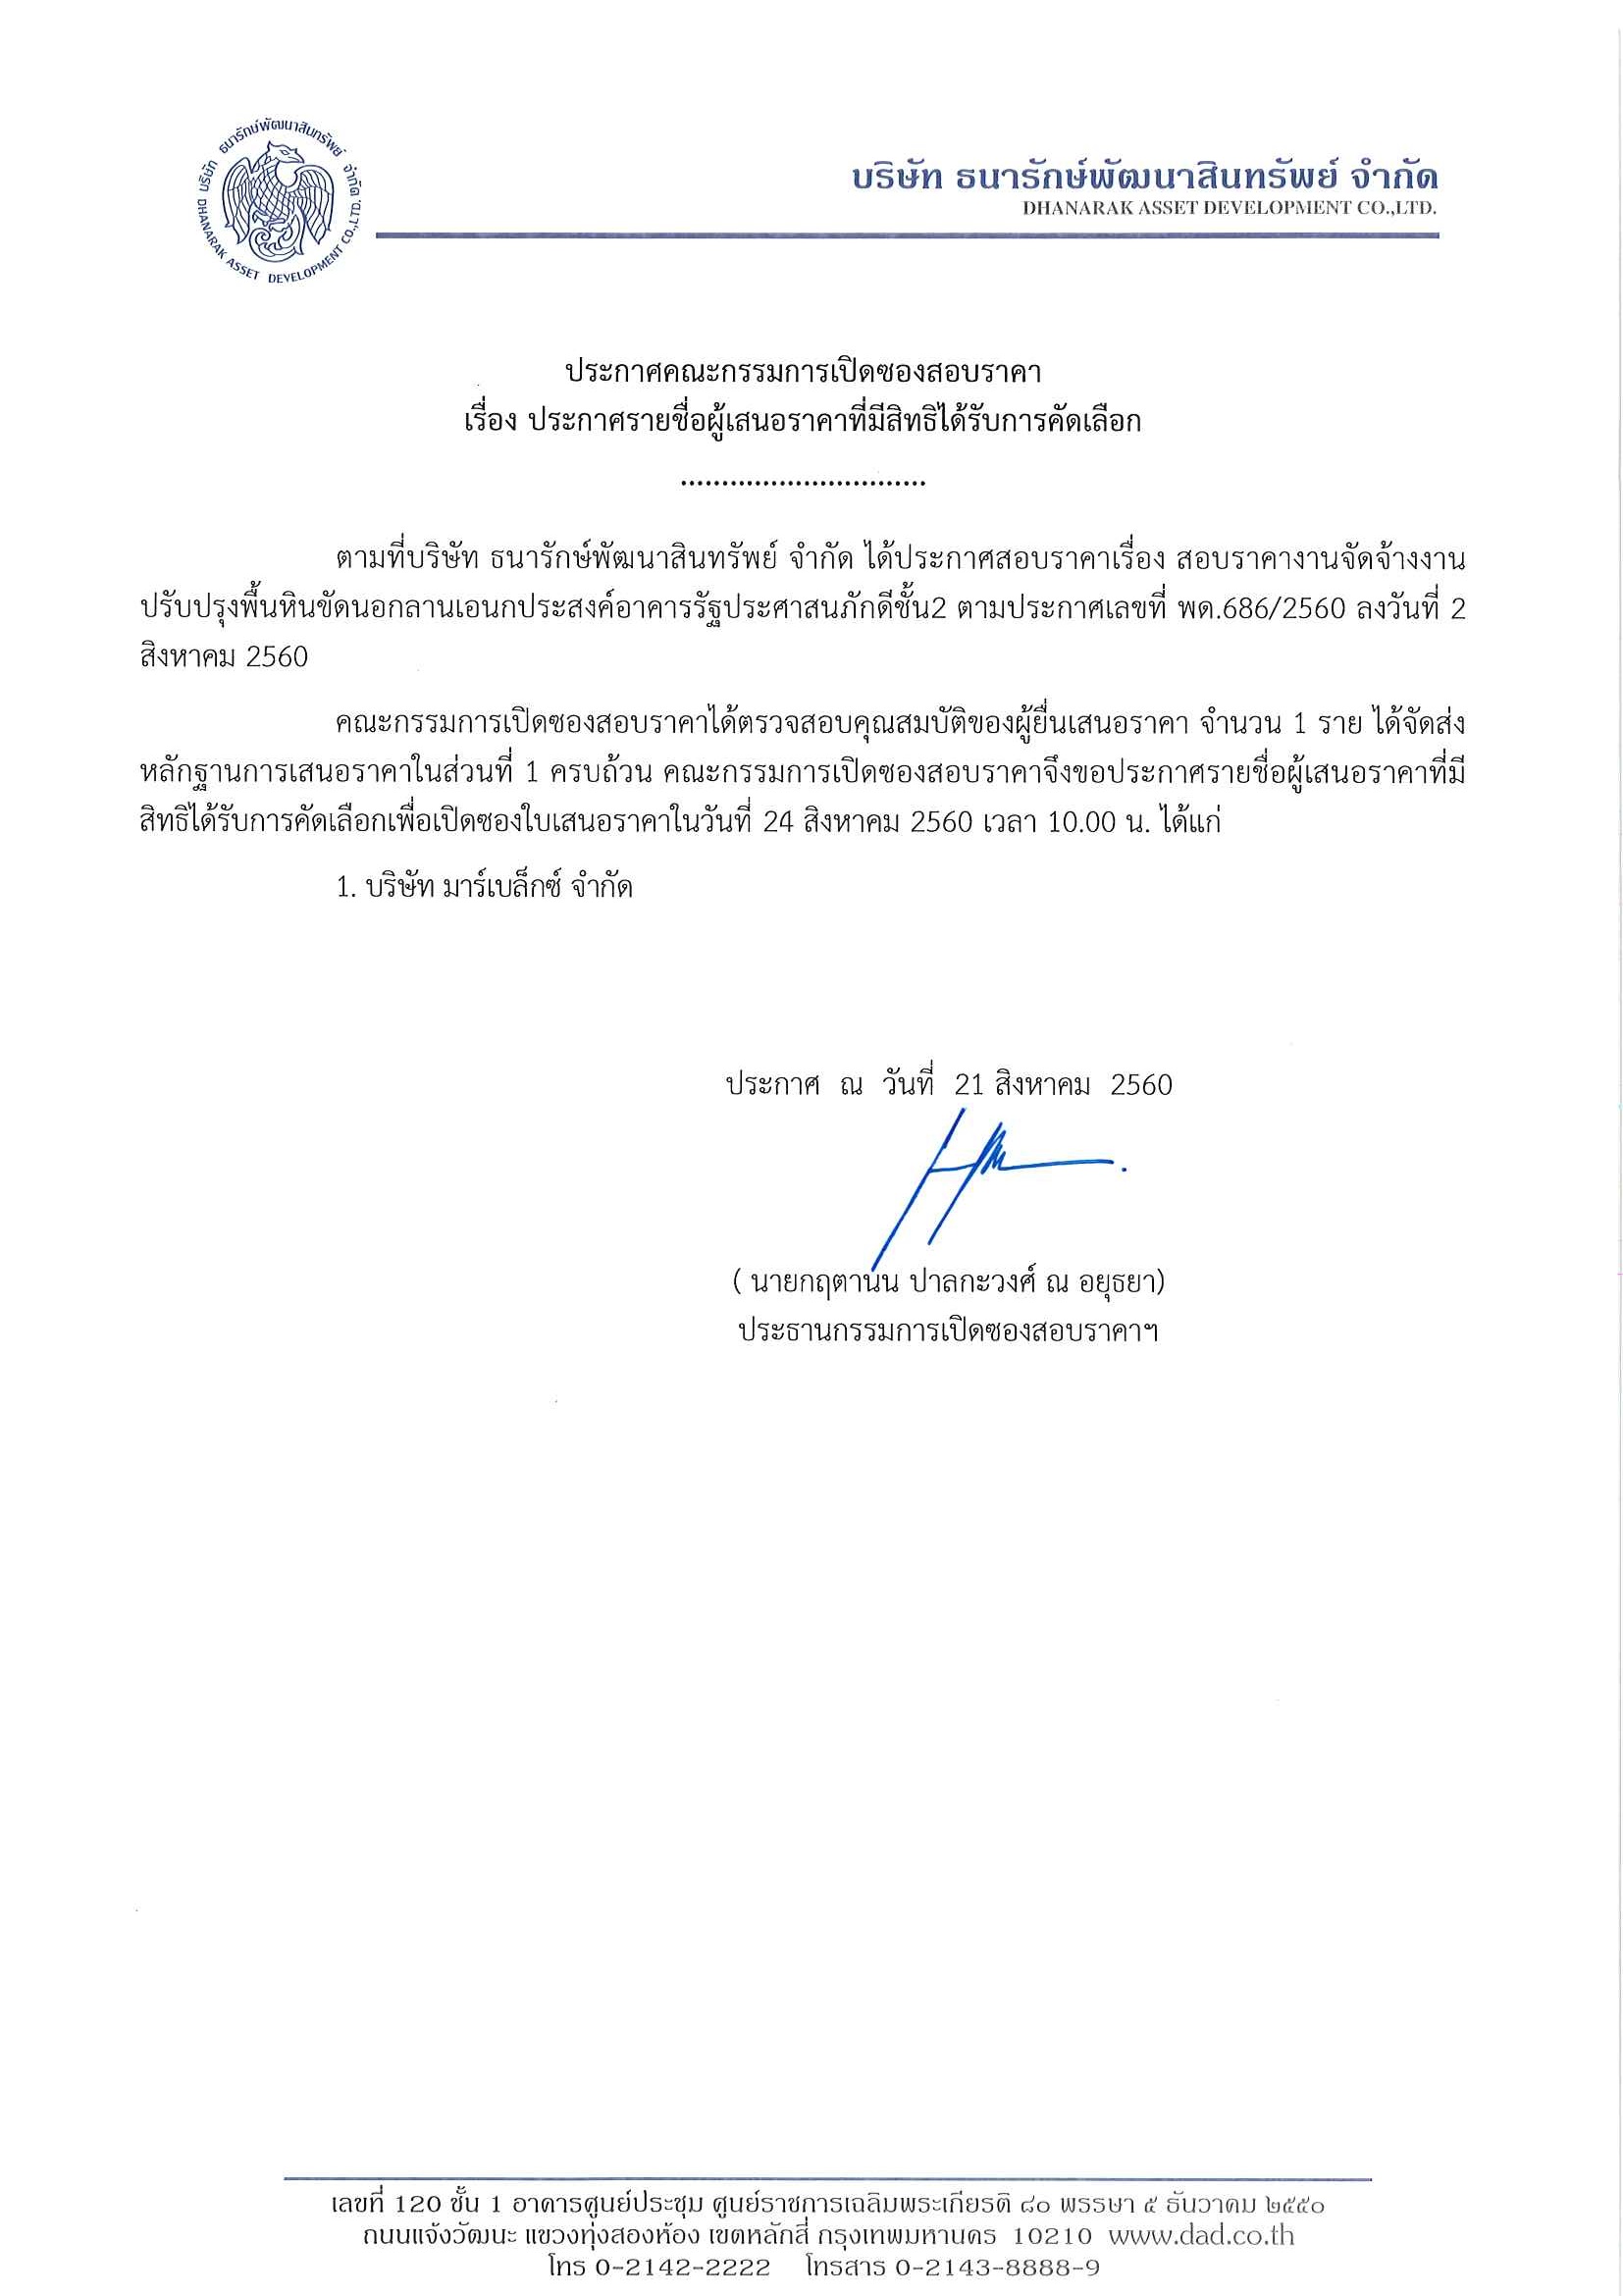 บริษัท ธนารักษ์พัฒนาสินทรัพย์ จำกัด
DHANARAK ASSET DEVELOPMENT CO.,LTD.
บริษัท ธนารักษ์พัฒนาสินทรัพย์ จำกัด
DHANARAK ASSET DEVELOPMENT CO.,LTD.
ประกาศคณะกรรมการเปิดซองสอบราคา
เรื่อง ประกาศรายชื่อผู้เสนอราคาที่มีสิทธิได้รับการคัดเลือก
..............................
ตามที่บริษัท ธนารักษ์พัฒนาสินทรัพย์ จำกัด ได้ประกาศสอบราคาเรื่อง สอบราคางานจัดจ้างงาน
ปรับปรุงพื้นหินขัดนอกลานเอนกประสงค์อาคารรัฐประศาสนภักดีชั้น2 ตามประกาศเลขที่ พด.686/2560 ลงวันที่ 2
สิงหาคม 2560
คณะกรรมการเปิดซองสอบราคาได้ตรวจสอบคุณสมบัติของผู้ยื่นเสนอราคา จำนวน 1 ราย ได้จัดส่ง
หลักฐานการเสนอราคาในส่วนที่ 1 ครบถ้วน คณะกรรมการเปิดซองสอบราคาจึงขอประกาศรายชื่อผู้เสนอราคาที่มี
สิทธิได้รับการคัดเลือกเพื่อเปิดซองใบเสนอราคาในวันที่ 24 สิงหาคม 2560 เวลา 10.00 น. ได้แก่
1. บริษัท มาร์เบล็กซ์ จำกัด
ประกาศ ณ วันที่ 21 สิงหาคม 2560
( นายกฤตานัน ปาลกะวงศ์ ณ อยุธยา)
ประธานกรรมการเปิดซองสอบราคาฯ
เลขที่ 120 ชั้น 1 อาคารศูนย์ประชุม ศูนย์ราชการเฉลิมพระเกียรติ ๘๐ พรรษา ๕ ธันวาคม ๒๕๕๐
ถนนแจ้งวัฒนะ แขวงทุ่งสองห้อง เขตหลักสี่ กรุงเทพมหานคร 10210 www.dad.co.th
โทร 0-2142-2222 โทรสาร 0-2143-8888-9